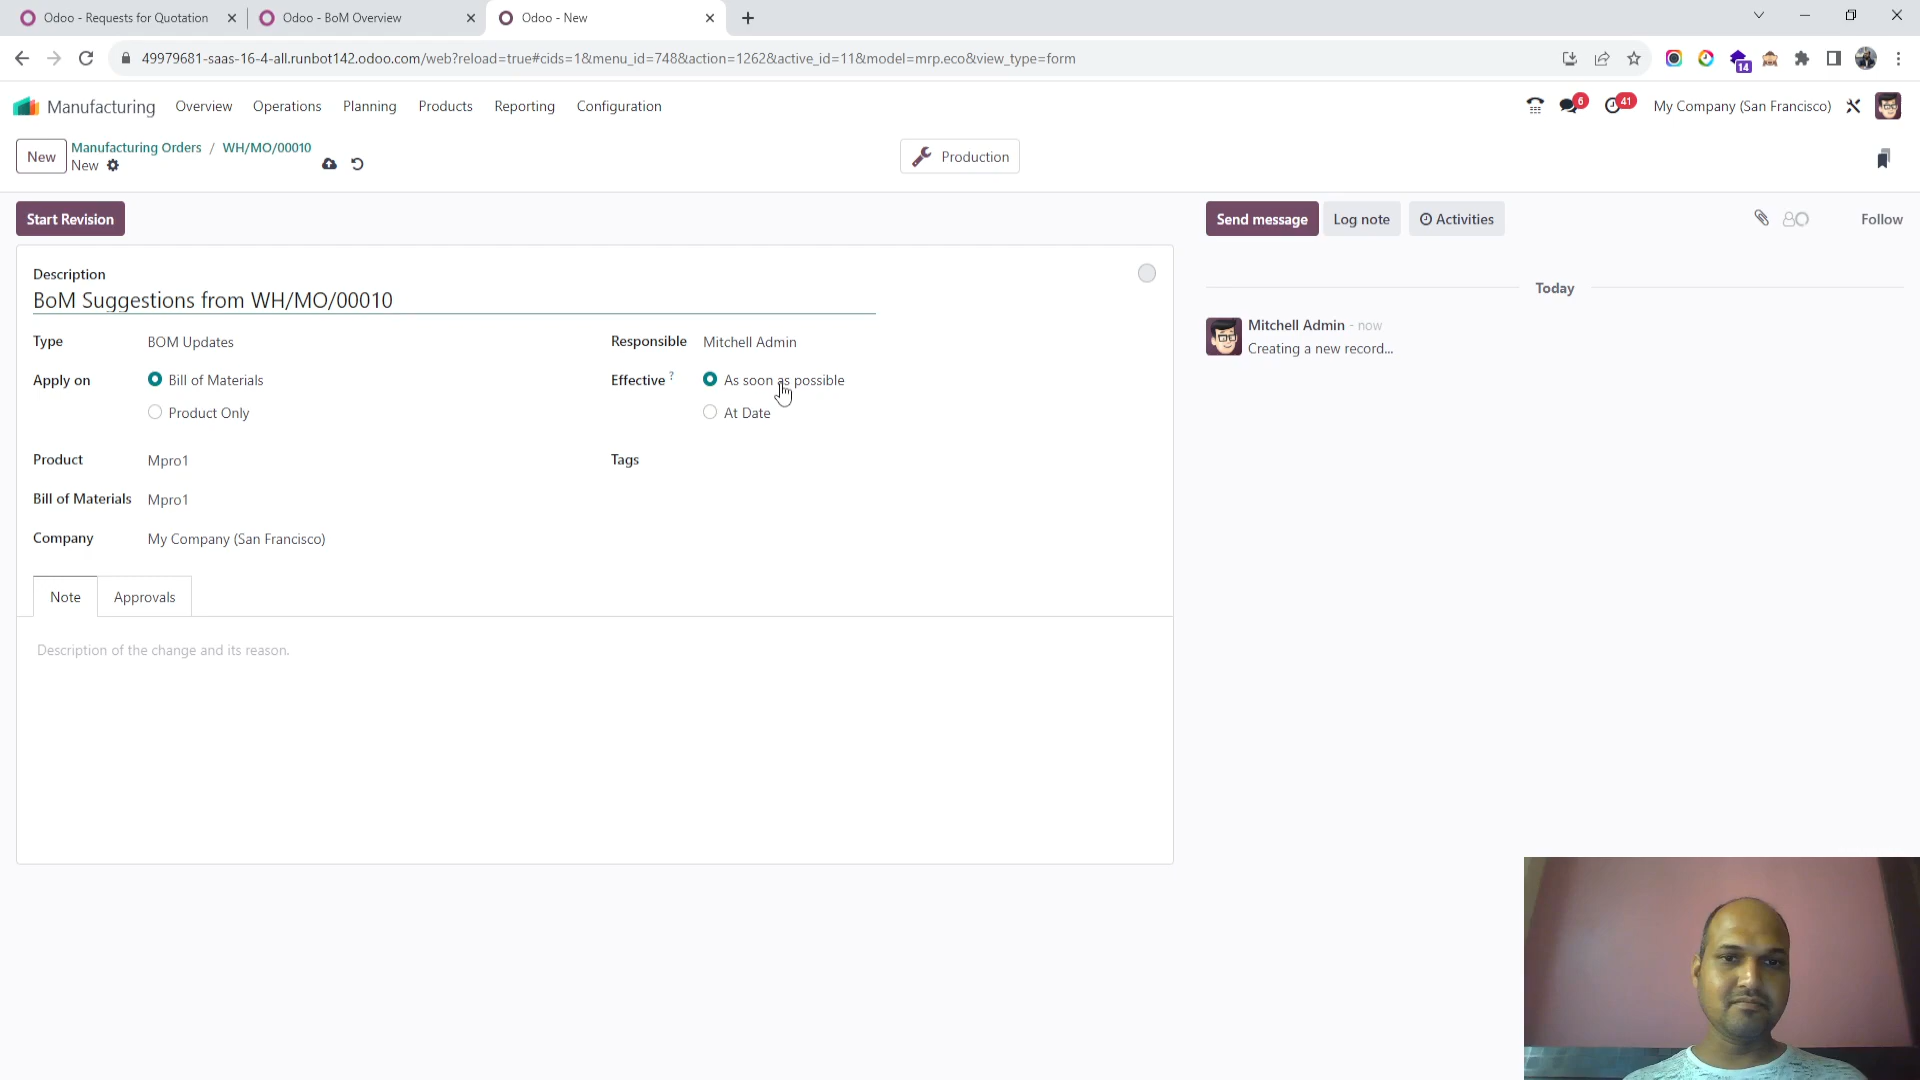 Odoo - Requests for Quotation
Odoo - BoM Overview
Odoo - New
49979681-saas-16-4-all.runbot142.odoo.com/web?reload=true#cids=1&menu_id=748&action=1262&active_id=11&model=mrp.eco&view_type=form
14
Manufacturing
Overview
Operations
Planning
Products
Reporting
Configuration
6
41
My Company (San Francisco)
New
Manufacturing Orders / WH/MO/00010
New
Production
Start Revision
Send message
Log note
Activities
Follow
Description
BoM Suggestions from WH/MO/00010
Type
BOM Updates
Responsible
Mitchell Admin
Apply on
Bill of Materials
Product Only
Effective ?
As soon as possible
At Date
Product
Mpro1
Tags
Bill of Materials
Mpro1
Company
My Company (San Francisco)
Note
Approvals
Description of the change and its reason.
Today
Mitchell Admin - now
Creating a new record...